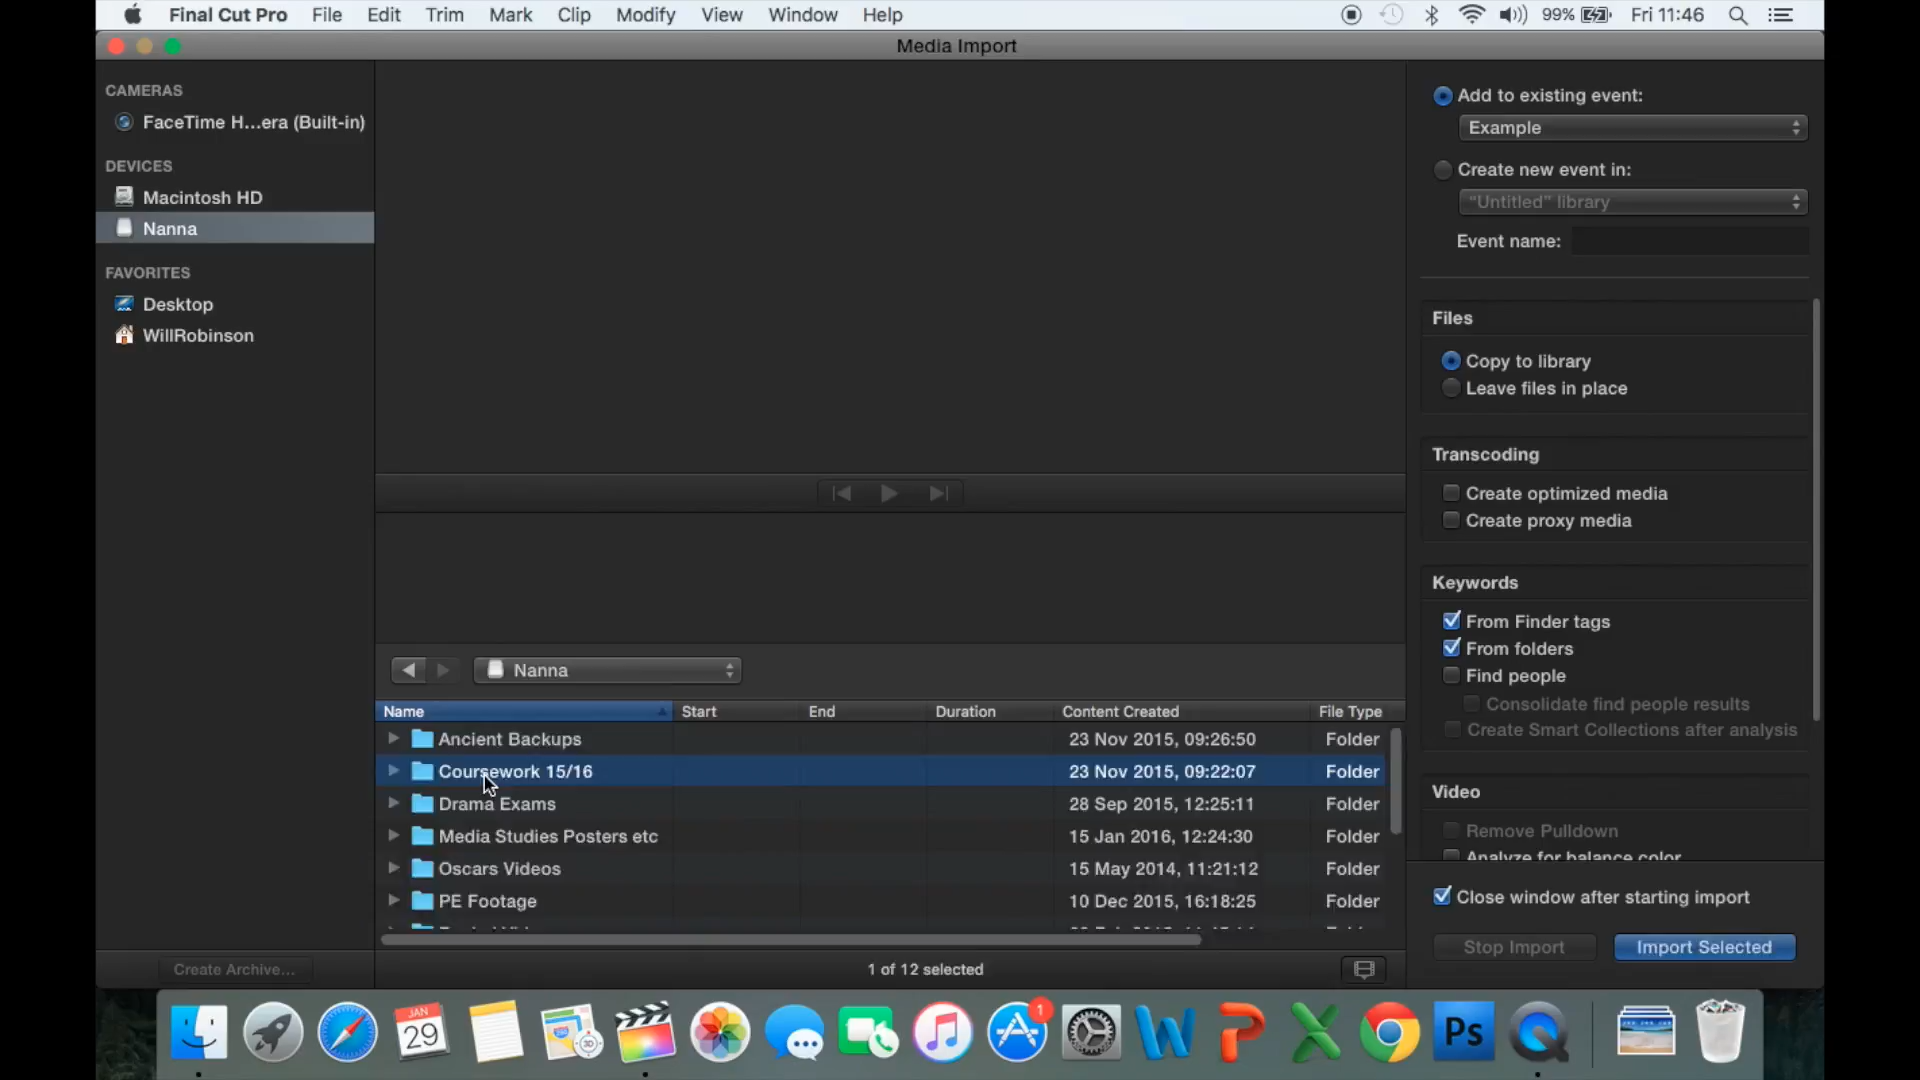 Final Cut Pro File Edit Trim Mark Clip Modify View Window Help 99% Fri 11:46
Media Import
CAMERAS
FaceTime H...era (Built-in)
DEVICES
Macintosh HD
Nanna
FAVORITES
Desktop
WillRobinson
Add to existing event:
Example
Create new event in:
"Untitled" library
Event name:
Files
Copy to library
Leave files in place
Transcoding
Create optimized media
Create proxy media
Keywords
From Finder tags
From folders
Find people
Consolidate find people results
Create Smart Collections after analysis
Video
Remove Pulldown
Analyze for balance color
Close window after starting import
Stop Import Import Selected
Nanna
Name Start End Duration Content Created File Type
Ancient Backups 23 Nov 2015, 09:26:50 Folder
Coursework 15/16 23 Nov 2015, 09:22:07 Folder
Drama Exams 28 Sep 2015, 12:25:11 Folder
Media Studies Posters etc 15 Jan 2016, 12:24:30 Folder
Oscars Videos 15 May 2014, 11:21:12 Folder
PE Footage 10 Dec 2015, 16:18:25 Folder
Create Archive... 1 of 12 selected
JAN
29
3D
1
Ps